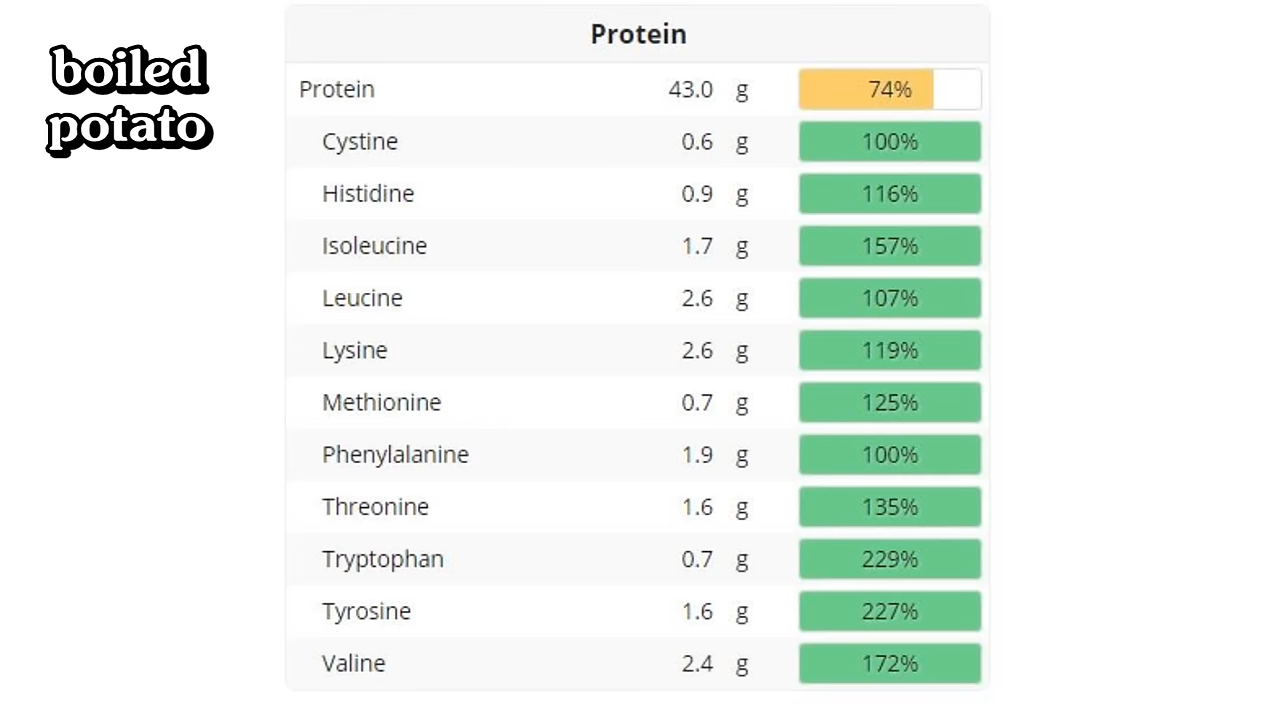 boiled
potato
Protein
Protein 43.0 g 74%
Cystine 0.6 g 100%
Histidine 0.9 g 116%
Isoleucine 1.7 g 157%
Leucine 2.6 g 107%
Lysine 2.6 g 119%
Methionine 0.7 g 125%
Phenylalanine 1.9 g 100%
Threonine 1.6 g 135%
Tryptophan 0.7 g 229%
Tyrosine 1.6 g 227%
Valine 2.4 g 172%